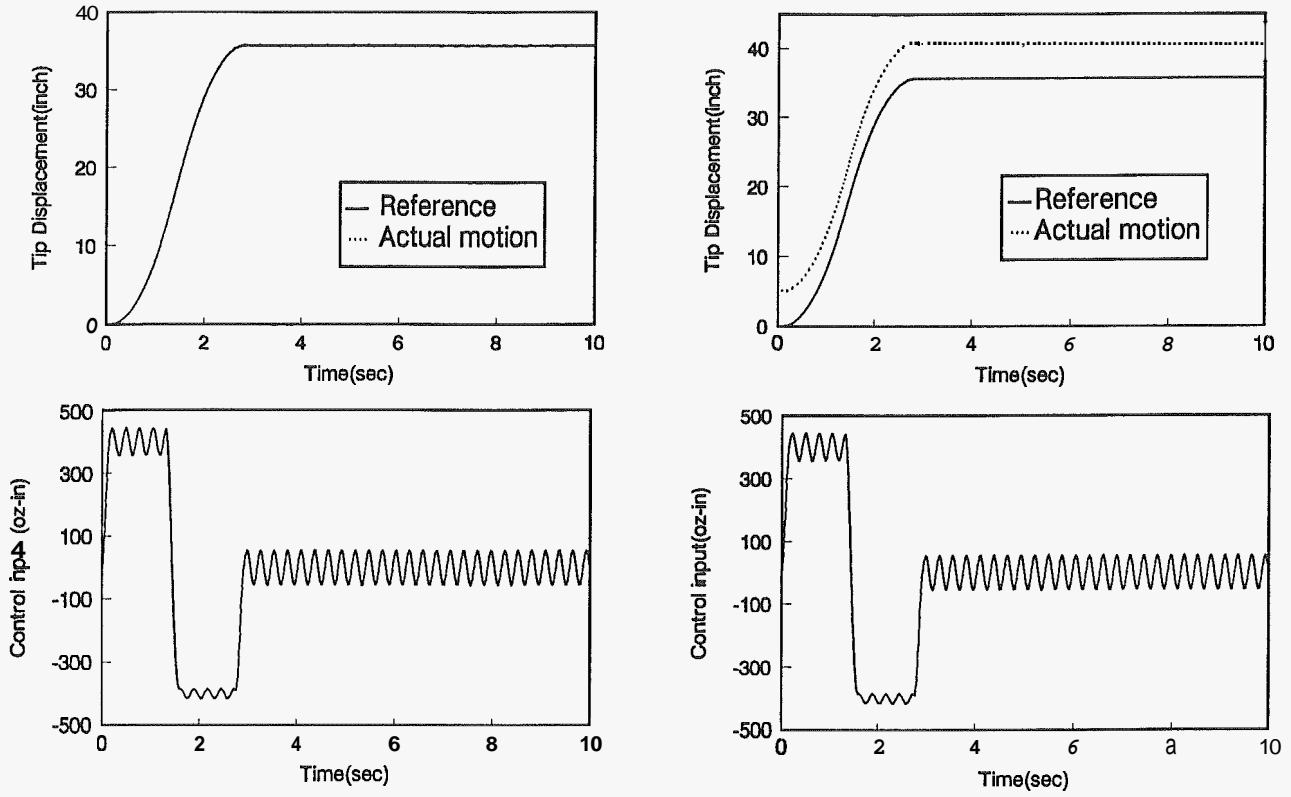 40
30
20
10
0
Tip Displacement(inch)
Reference
Actual motion
0 2 4 6 8 10
Time(sec)
40
30
20
10
0
Tip Displacement(inch)
Reference
Actual motion
0 2 4 6 8 10
Time(sec)
500
300
100
-100
-300
-500
Control np4 (oz-in)
0 2 4 6 8 10
Time(sec)
500
300
100
-100
-300
-500
Control input(oz-in)
0 2 4 6 a 10
Time(sec)